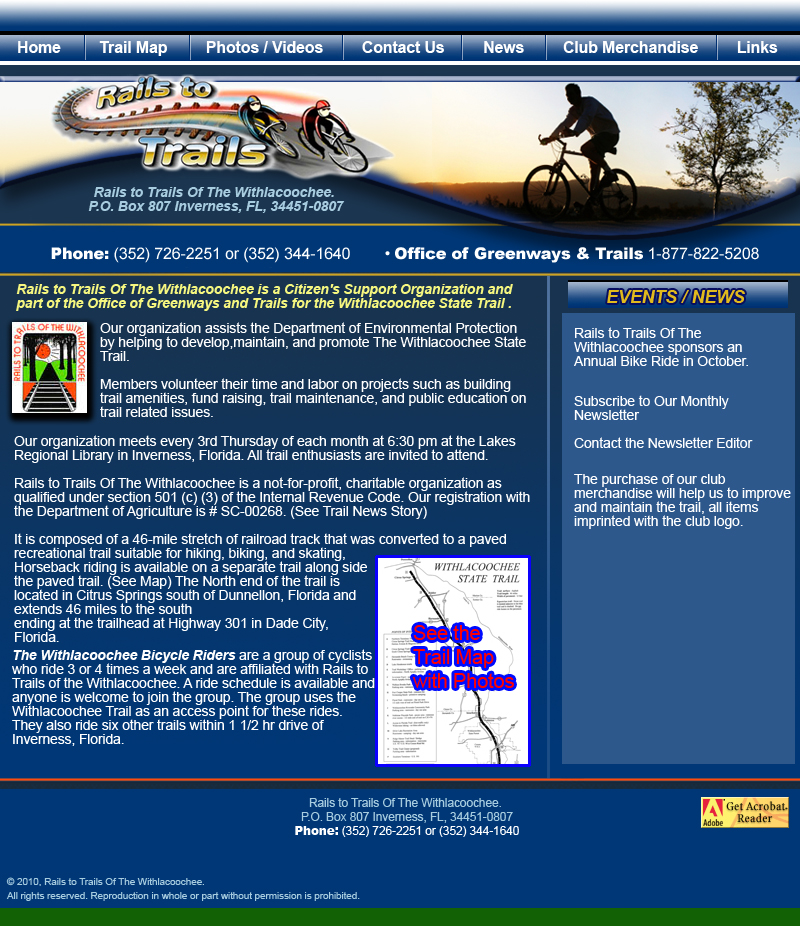 Home
Trail Map
Photos / Videos
Contact Us
News
Club Merchandise
Links
Rails to
Trails
Rails to Trails Of The Withlacoochee.
P.O. Box 807 Inverness, FL, 34451-0807
Phone: (352) 726-2251 or (352) 344-1640
• Office of Greenways & Trails 1-877-822-5208
Rails to Trails Of The Withlacoochee is a Citizen's Support Organization and
part of the Office of Greenways and Trails for the Withlacoochee State Trail .
RAILS TO TRAILS OF THE WITHLACOOCHEE
Our organization assists the Department of Environmental Protection
by helping to develop,maintain, and promote The Withlacoochee State
Trail.
Members volunteer their time and labor on projects such as building
trail amenities, fund raising, trail maintenance, and public education on
trail related issues.
Our organization meets every 3rd Thursday of each month at 6:30 pm at the Lakes
Regional Library in Inverness, Florida. All trail enthusiasts are invited to attend.
Rails to Trails Of The Withlacoochee is a not-for-profit, charitable organization as
qualified under section 501 (c) (3) of the Internal Revenue Code. Our registration with
the Department of Agriculture is # SC-00268. (See Trail News Story)
It is composed of a 46-mile stretch of railroad track that was converted to a paved
recreational trail suitable for hiking, biking, and skating,
Horseback riding is available on a separate trail along side
the paved trail. (See Map) The North end of the trail is
located in Citrus Springs south of Dunnellon, Florida and
extends 46 miles to the south
ending at the trailhead at Highway 301 in Dade City,
Florida.
The Withlacoochee Bicycle Riders are a group of cyclists
who ride 3 or 4 times a week and are affiliated with Rails to
Trails of the Withlacoochee. A ride schedule is available and
anyone is welcome to join the group. The group uses the
Withlacoochee Trail as an access point for these rides.
They also ride six other trails within 1 1/2 hr drive of
Inverness, Florida.
WITHLACOOCHEE
STATE TRAIL
See the
Trail Map
with Photos
EVENTS / NEWS
Rails to Trails Of The
Withlacoochee sponsors an
Annual Bike Ride in October.
Subscribe to Our Monthly
Newsletter
Contact the Newsletter Editor
The purchase of our club
merchandise will help us to improve
and maintain the trail, all items
imprinted with the club logo.
Rails to Trails Of The Withlacoochee.
P.O. Box 807 Inverness, FL, 34451-0807
Phone: (352) 726-2251 or (352) 344-1640
Adobe
Get Acrobat
Reader
© 2010, Rails to Trails Of The Withlacoochee.
All rights reserved. Reproduction in whole or part without permission is prohibited.